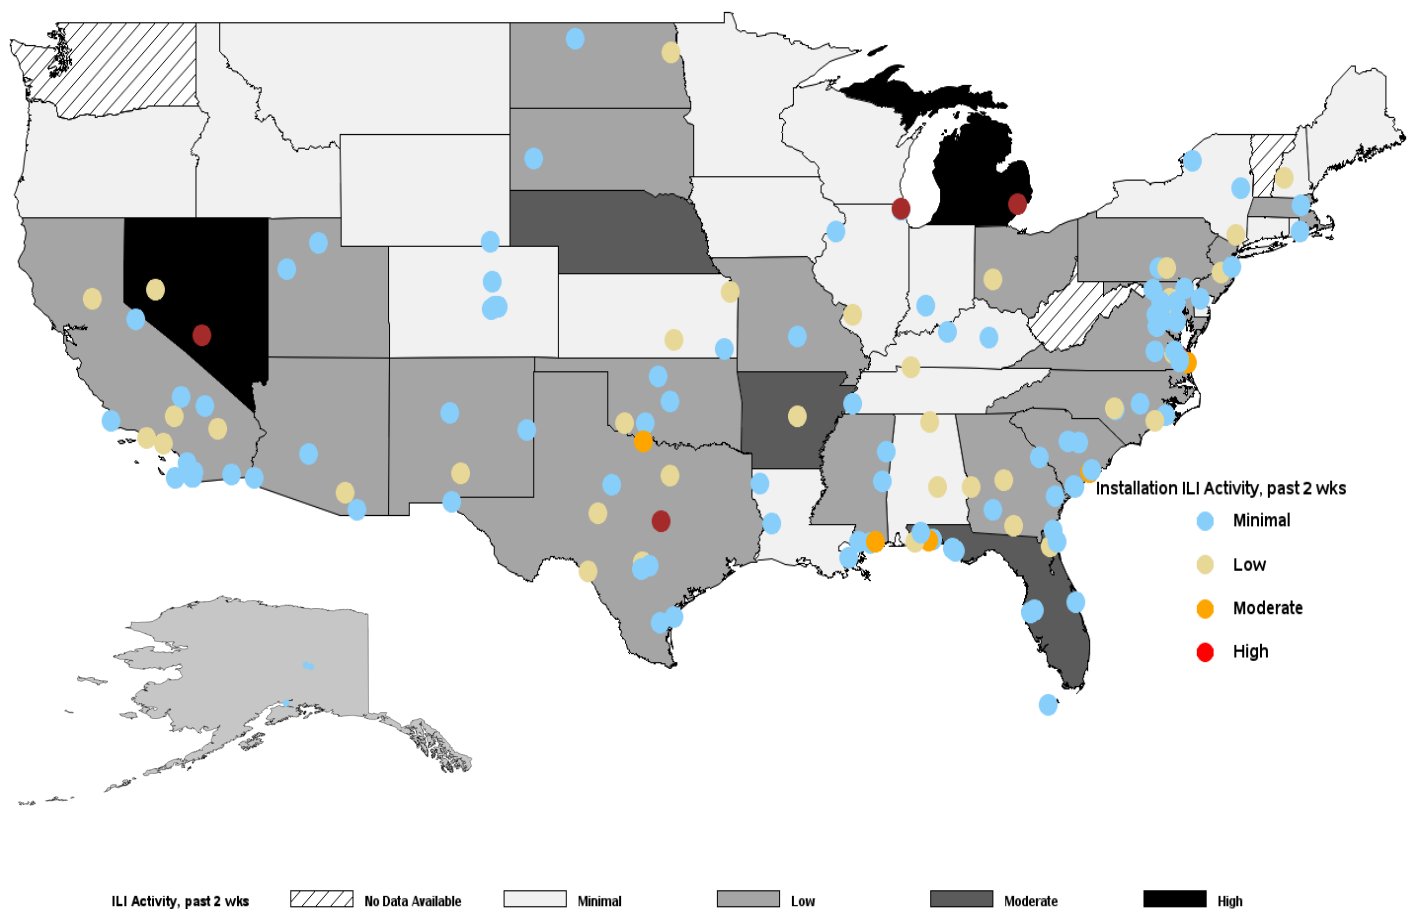 Installation ILI Activity, past 2 wks
Minimal
Low
Moderate
High
ILI Activity, past 2 wks No Data Available Minimal Low Moderate High